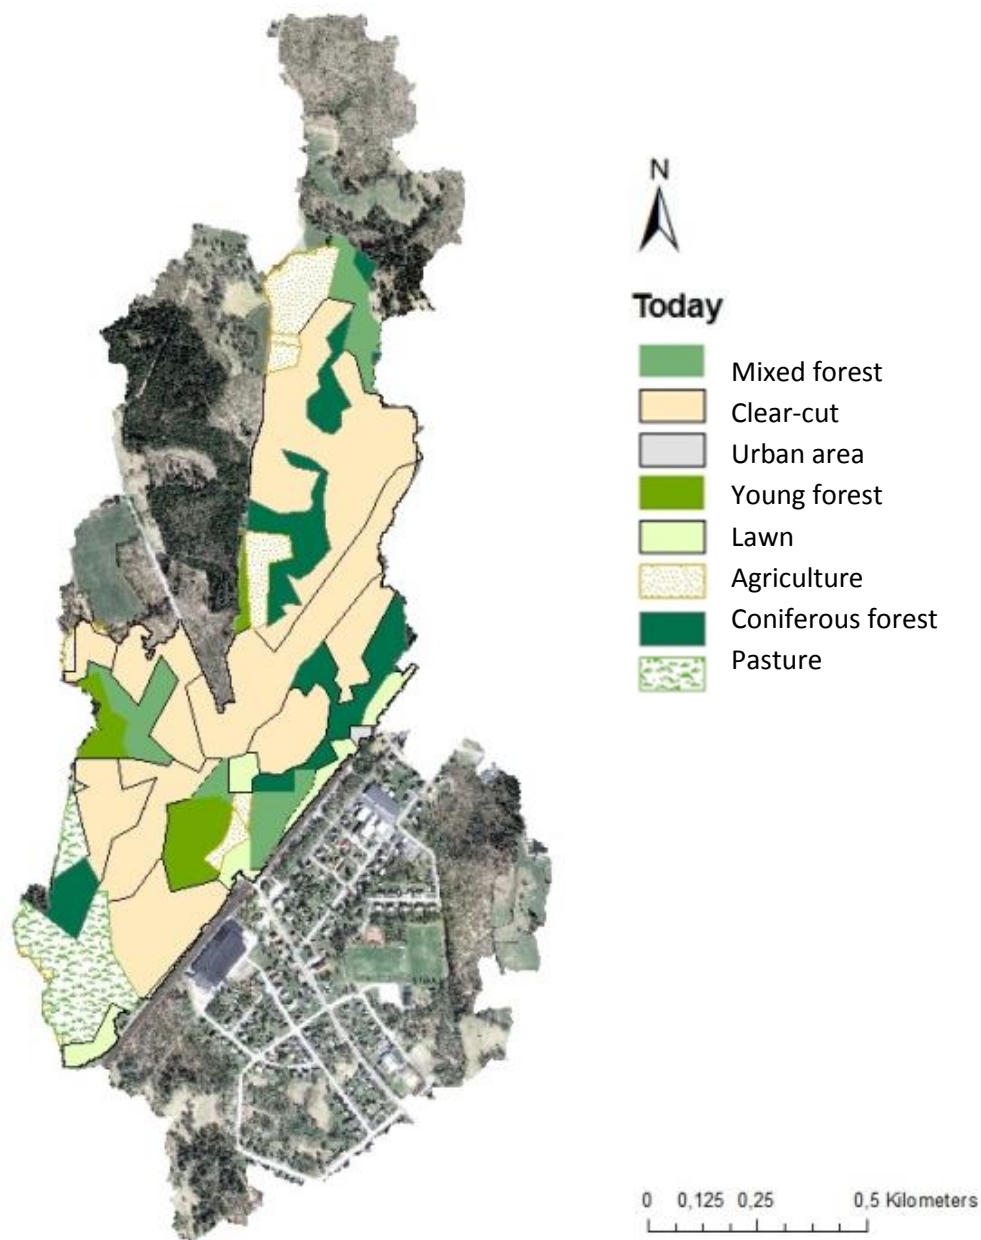 N
Today
Mixed forest
Clear-cut
Urban area
Young forest
Lawn
Agriculture
Coniferous forest
Pasture
0 0,125 0,25 0,5 Kilometers